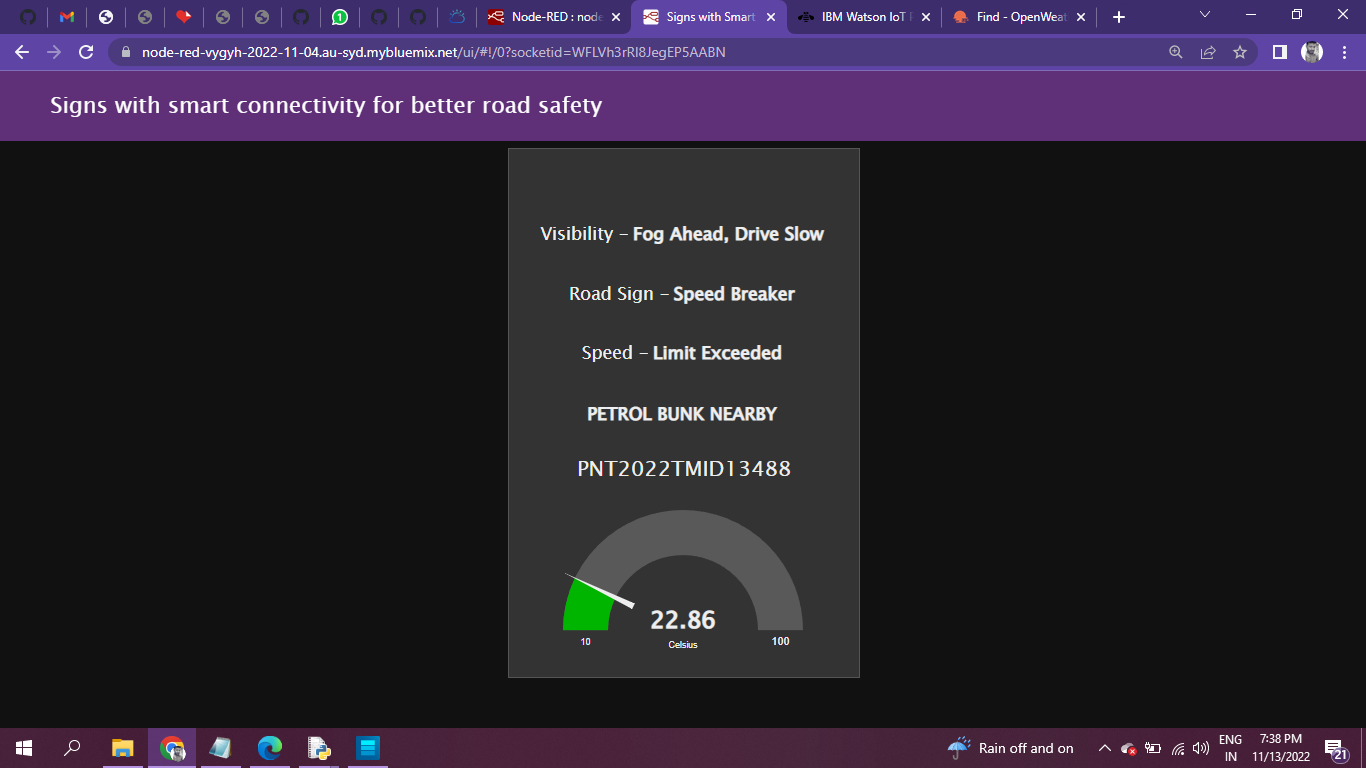 Node-RED : node
Signs with Smart
IBM Watson IoT
Find - OpenWeat
node-red-vygyh-2022-11-04.au-syd.mybluemix.net/ui/#!/0?socketid=WFLVh3rRl8JegEP5AABN
Signs with smart connectivity for better road safety
Visibility - Fog Ahead, Drive Slow
Road Sign - Speed Breaker
Speed - Limit Exceeded
PETROL BUNK NEARBY
PNT2022TMID13488
22.86
10
Celsius
100
Rain off and on
ENG
IN
7:38 PM
11/13/2022
21